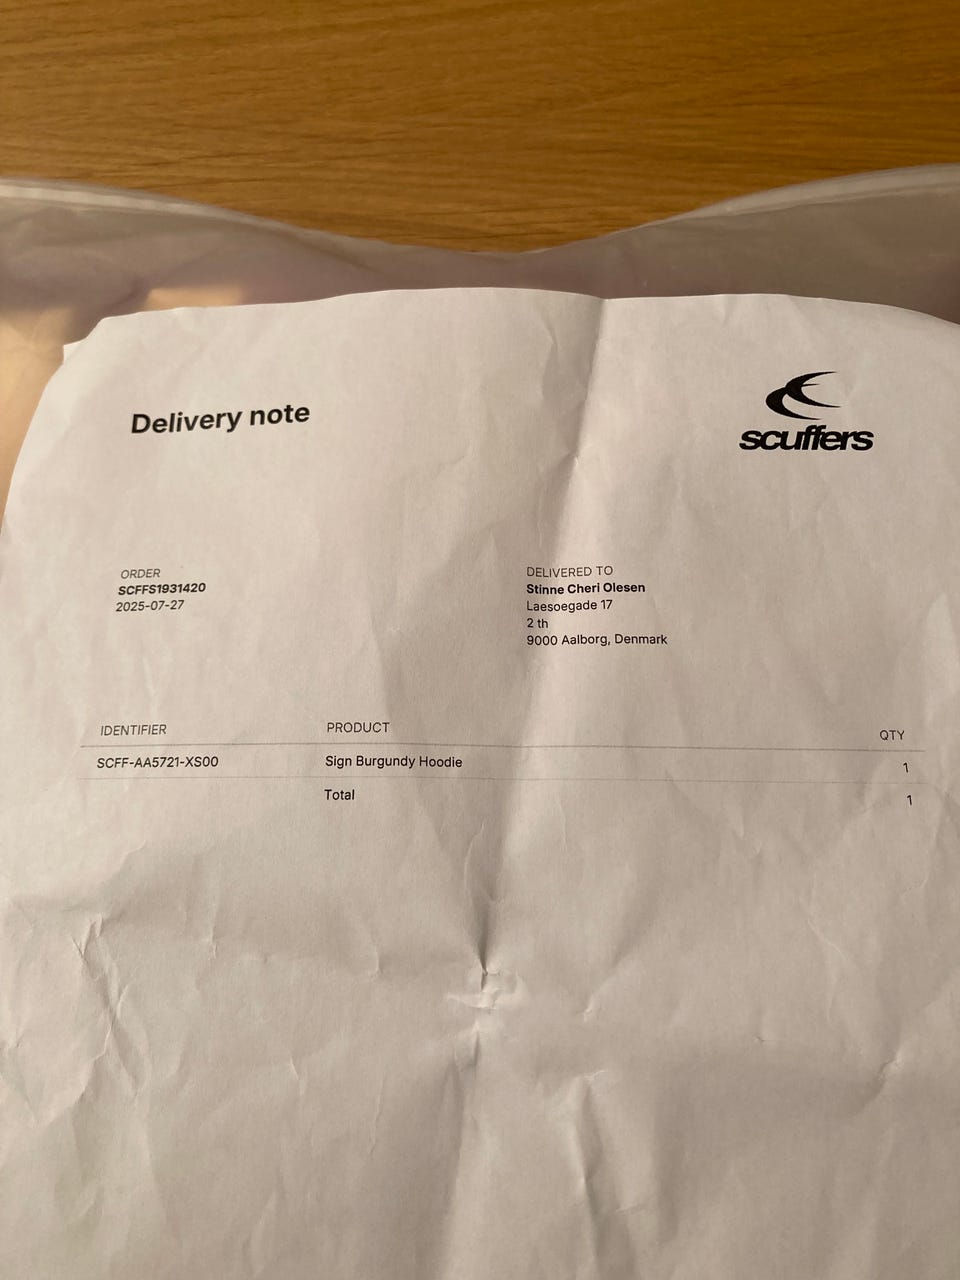 Delivery note
scuffers
ORDER
SCFFS1931420
2025-07-27
DELIVERED TO
Stinne Cheri Olesen
Laesoegade 17
2 th
9000 Aalborg, Denmark
IDENTIFIER PRODUCT QTY
SCFF-AA5721-XS00 Sign Burgundy Hoodie 1
Total 1